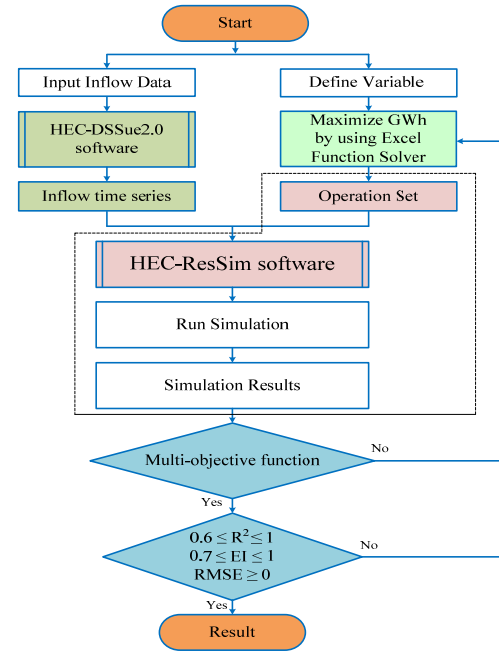 Start
Input Inflow Data
Define Variable
HEC-DSSue2.0
software
Maximize GWh
by using Excel
Function Solver
Inflow time series
Operation Set
HEC-ResSim software
Run Simulation
Simulation Results
Multi-objective function
No
Yes
0.6 ≤ R² ≤ 1
0.7 ≤ EI ≤ 1
RMSE ≥ 0
No
Yes
Result